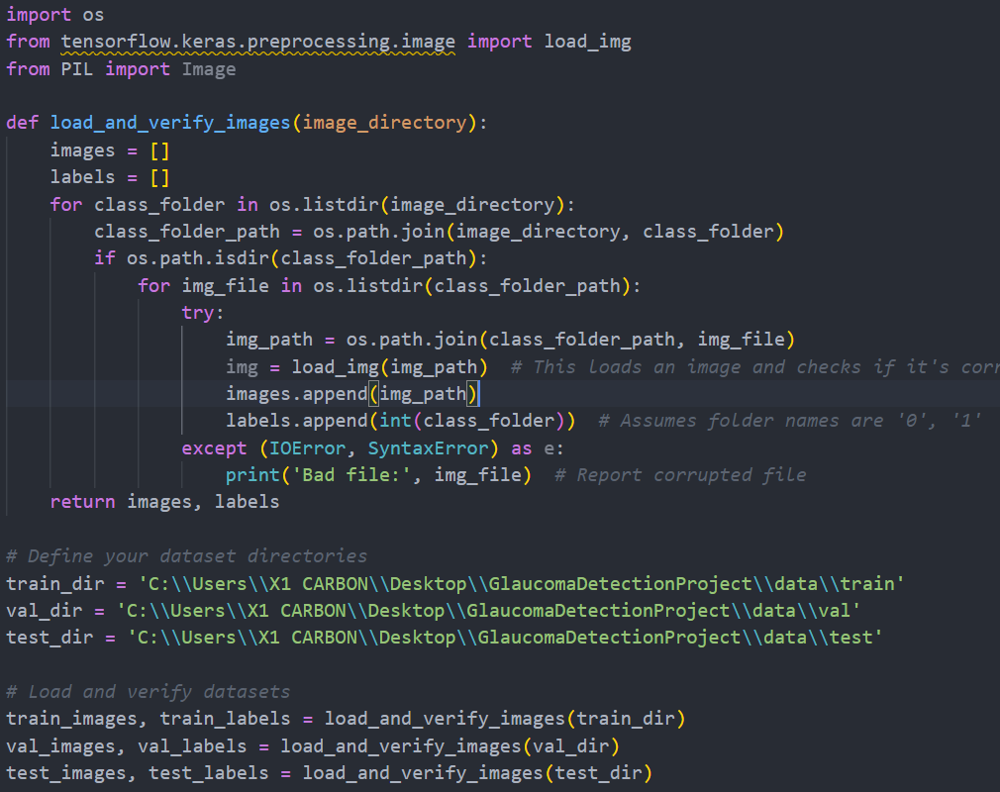 import os
from tensorflow.keras.preprocessing.image import load_img
from PIL import Image

def load_and_verify_images(image_directory):
    images = []
    labels = []
    for class_folder in os.listdir(image_directory):
        class_folder_path = os.path.join(image_directory, class_folder)
        if os.path.isdir(class_folder_path):
            for img_file in os.listdir(class_folder_path):
                try:
                    img_path = os.path.join(class_folder_path, img_file)
                    img = load_img(img_path)  # This loads an image and checks if it's corr
                    images.append(img_path)
                    labels.append(int(class_folder))  # Assumes folder names are '0', '1'
                except (IOError, SyntaxError) as e:
                    print('Bad file:', img_file)  # Report corrupted file
    return images, labels

# Define your dataset directories
train_dir = 'C:\\Users\\X1 CARBON\\Desktop\\GlaucomaDetectionProject\\data\\train'
val_dir = 'C:\\Users\\X1 CARBON\\Desktop\\GlaucomaDetectionProject\\data\\val'
test_dir = 'C:\\Users\\X1 CARBON\\Desktop\\GlaucomaDetectionProject\\data\\test'

# Load and verify datasets
train_images, train_labels = load_and_verify_images(train_dir)
val_images, val_labels = load_and_verify_images(val_dir)
test_images, test_labels = load_and_verify_images(test_dir)